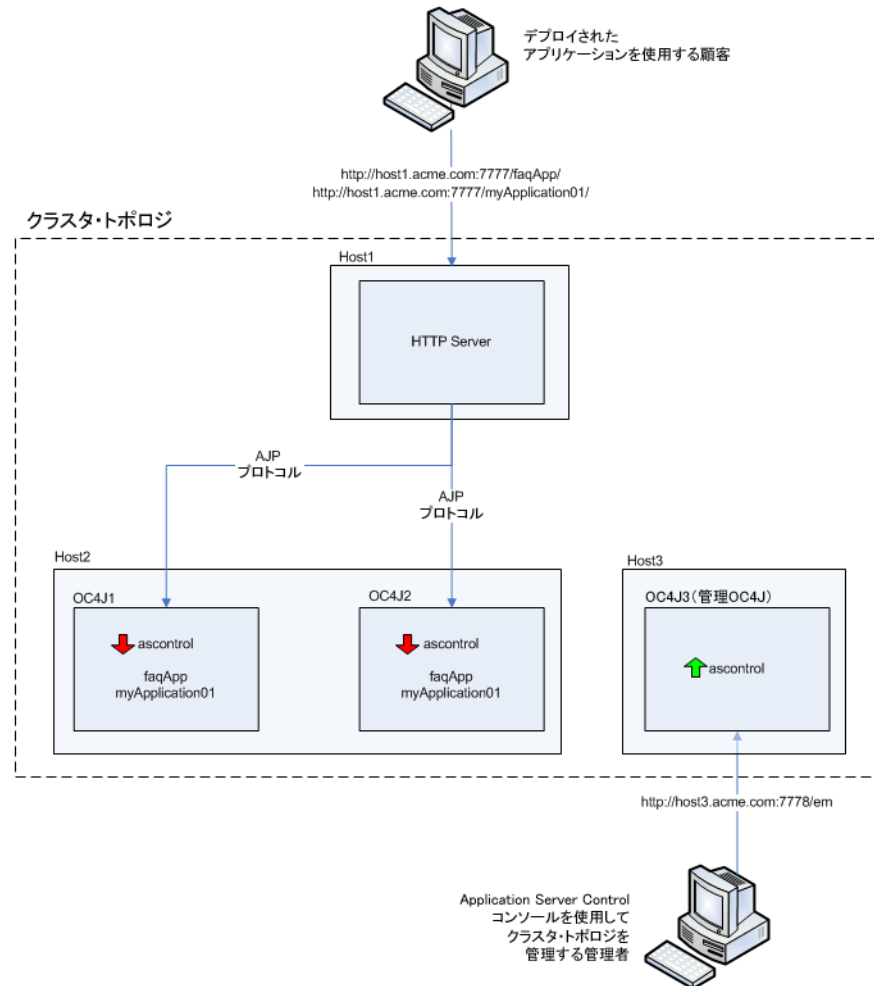 デプロイされた
アプリケーションを使用する顧客
http://host1.acme.com:7777/faqApp/
http://host1.acme.com:7777/myApplication01/
クラスタ・トポロジ
Host1
HTTP Server
AJP
プロトコル
AJP
プロトコル
Host2
OC4J1
ascontrol
faqApp
myApplication01
OC4J2
ascontrol
faqApp
myApplication01
Host3
OC4J3(管理OC4J)
ascontrol
http://host3.acme.com:7778/em
Application Server Control
コンソールを使用して
クラスタ・トポロジを
管理する管理者